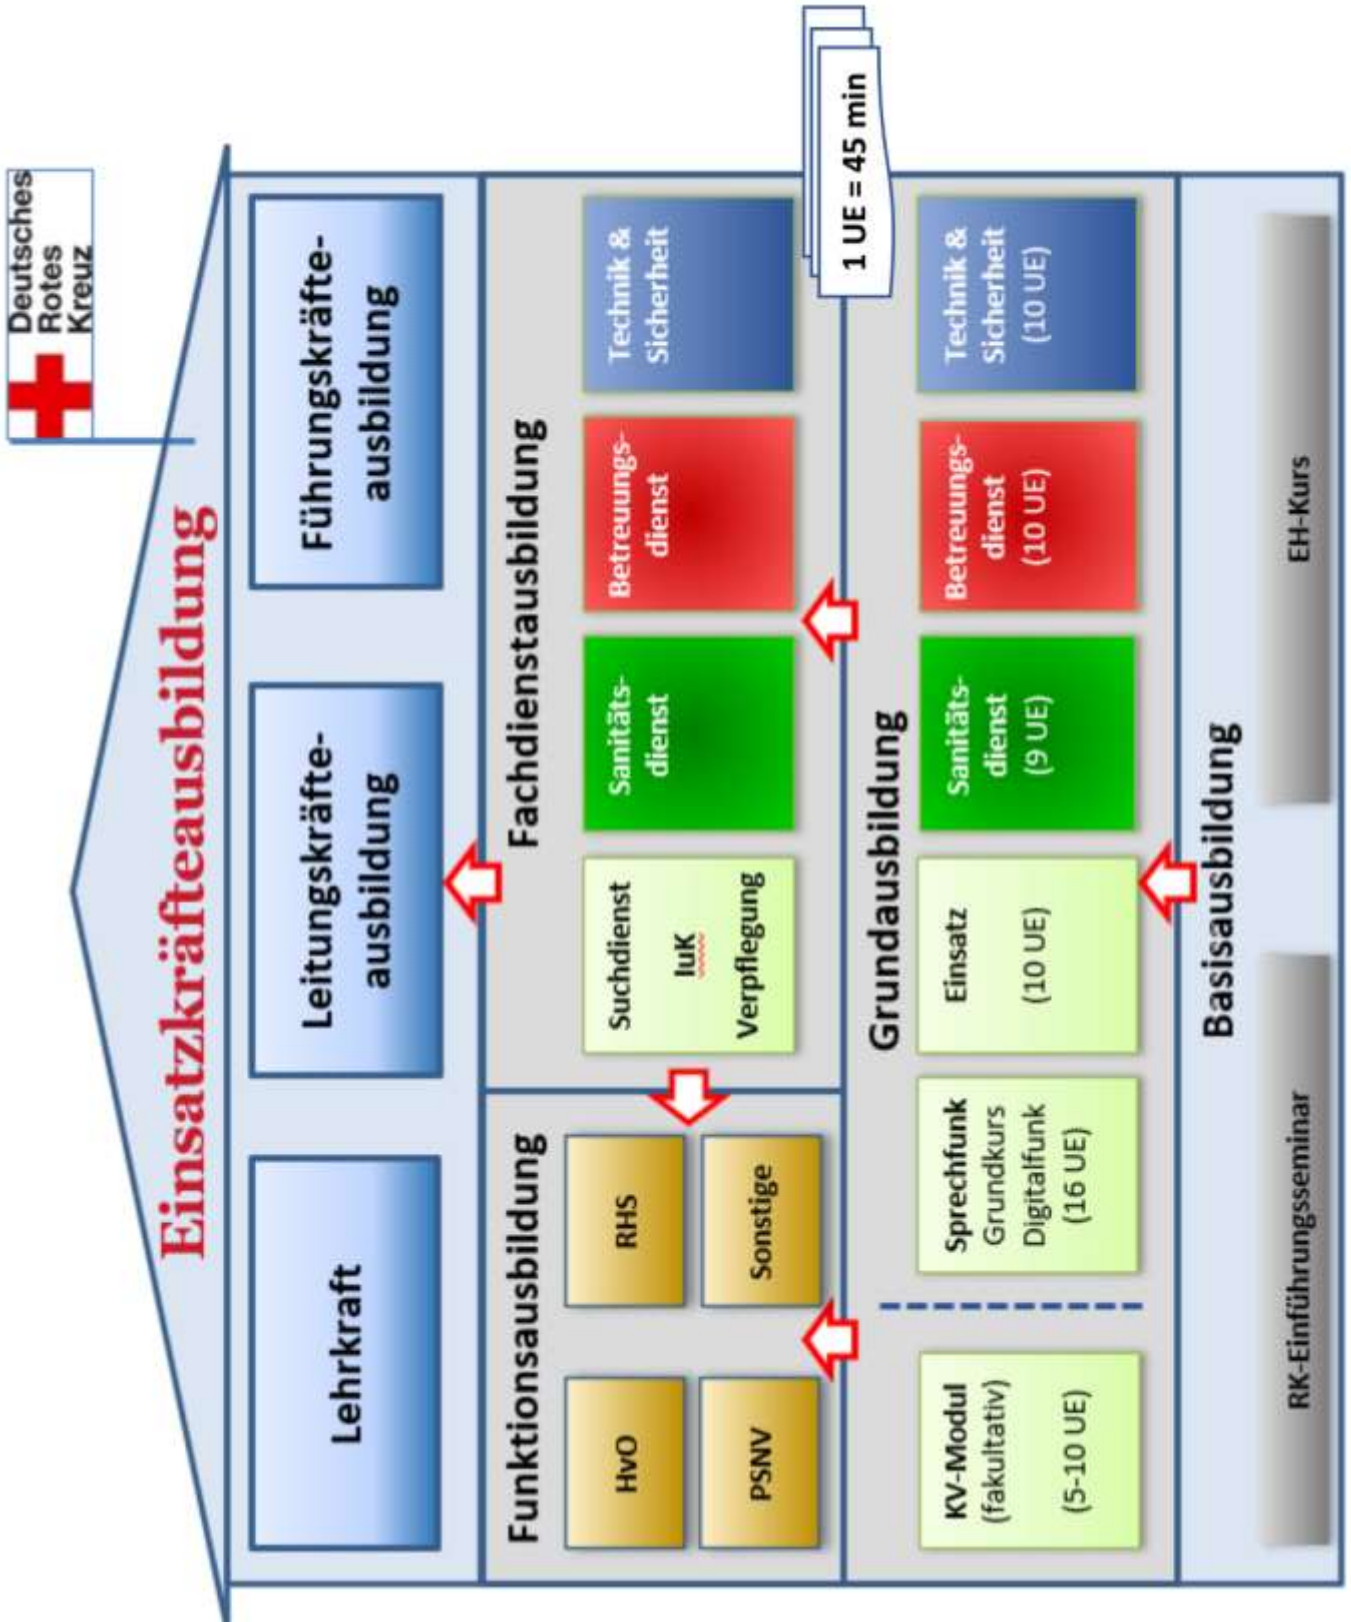 Deutsches
Rotes
Kreuz
Einsatzkräfteausbildung
Lehrkraft
Leitungskräfte-
ausbildung
Führungskräfte-
ausbildung
Funktionsausbildung
HvO
RHS
PSNV
Sonstige
Fachdienstausbildung
Suchdienst
IuK
Verpflegung
Sanitäts-
dienst
Betreuungs-
dienst
Technik &
Sicherheit
1 UE = 45 min
Grundausbildung
KV-Modul
(fakultativ)
(5-10 UE)
Sprechfunk
Grundkurs
Digitalfunk
(16 UE)
Einsatz
(10 UE)
Sanitäts-
dienst
(9 UE)
Betreuungs-
dienst
(10 UE)
Technik &
Sicherheit
(10 UE)
Basisausbildung
RK-Einführungsseminar
EH-Kurs